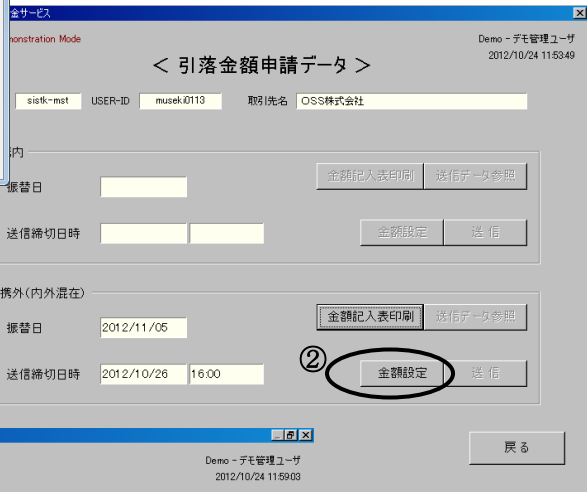 金サービス
monstration Mode
Demo - デモ管理ユーザ
2012/10/24 11:53:49
< 引落金額申請データ >
sistk-mst USER-ID museki0113 取引先名 OSS株式会社
内
金額記入表印刷 送信データ参照
振替日
送信締切日時 金額設定 送 信
携外(内外混在)
金額記入表印刷 送信データ参照
振替日 2012/11/05
②
送信締切日時 2012/10/26 16:00 金額設定 送 信
戻 る
Demo - デモ管理ユーザ
2012/10/24 11:59:03